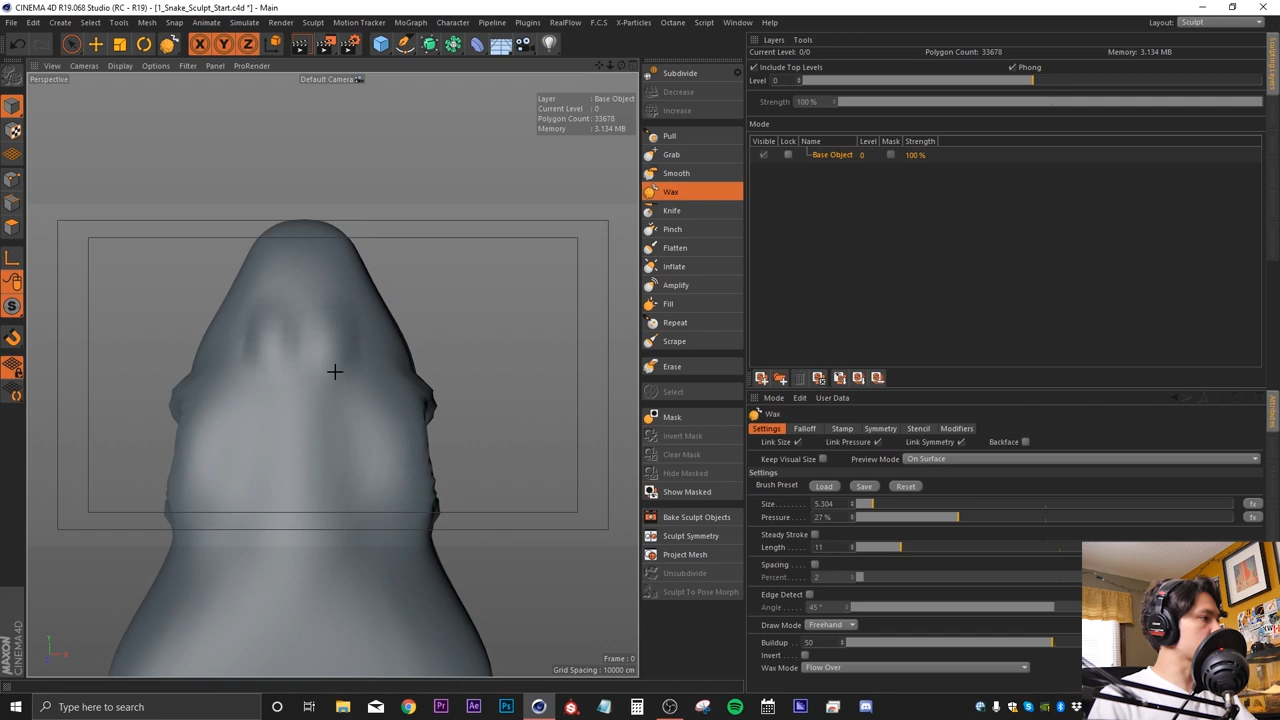 CINEMA 4D R19.068 Studio (RC - R19) - [1_Snake_Sculpt_Start.c4d *] - Main
File Edit Create Select Tools Mesh Snap Animate Simulate Render Sculpt Motion Tracker MoGraph Character Pipeline Plugins RealFlow F.C.S X-Particles Octane Script Window Help
Layout: Sculpt
X Y Z
View Cameras Display Options Filter Panel ProRender
Perspective
Default Camera
Layer : Base Object
Current Level : 0
Polygon Count : 33678
Memory : 3.134 MB
Y
X
Frame : 0
Grid Spacing : 10000 cm
MAXON CINEMA 4D
S
Subdivide
Decrease
Increase
Pull
Grab
Smooth
Wax
Knife
Pinch
Flatten
Inflate
Amplify
Fill
Repeat
Scrape
Erase
Select
Mask
Invert Mask
Clear Mask
Hide Masked
Show Masked
Bake Sculpt Objects
Sculpt Symmetry
Project Mesh
Unsubdivide
Sculpt To Pose Morph
Layers Tools
Current Level: 0/0 Polygon Count: 33678 Memory: 3.134 MB
Include Top Levels Phong
Level 0
Strength 100 %
Mode
Visible Lock Name Level Mask Strength
Base Object 0 100 %
Sculpting Layers
Mode Edit User Data
Wax
Settings Falloff Stamp Symmetry Stencil Modifiers
Link Size Link Pressure Link Symmetry Backface
Keep Visual Size Preview Mode On Surface
Settings
Brush Preset Load Save Reset
Size 5.304 fx
Pressure 27 % fx
Steady Stroke
Length 11
Spacing
Percent 2
Edge Detect
Angle 45°
Draw Mode Freehand
Buildup 50
Invert
Wax Mode Flow Over
Attributes
Type here to search
Pr Ae Ps